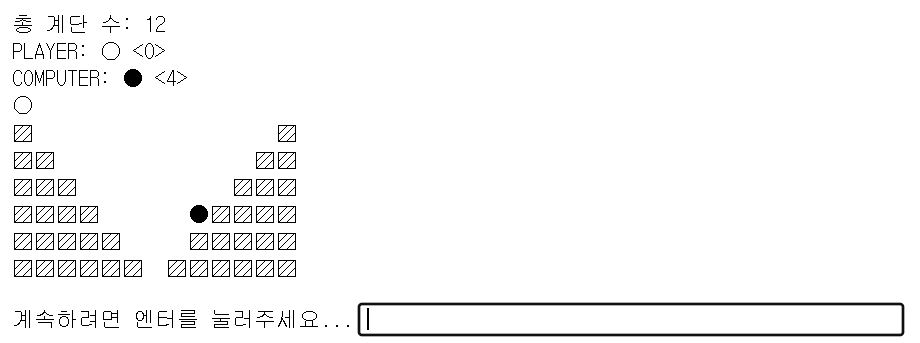 총 계단 수: 12
PLAYER: ○ <0>
COMPUTER: ● <4>
계속하려면 엔터를 눌러주세요...